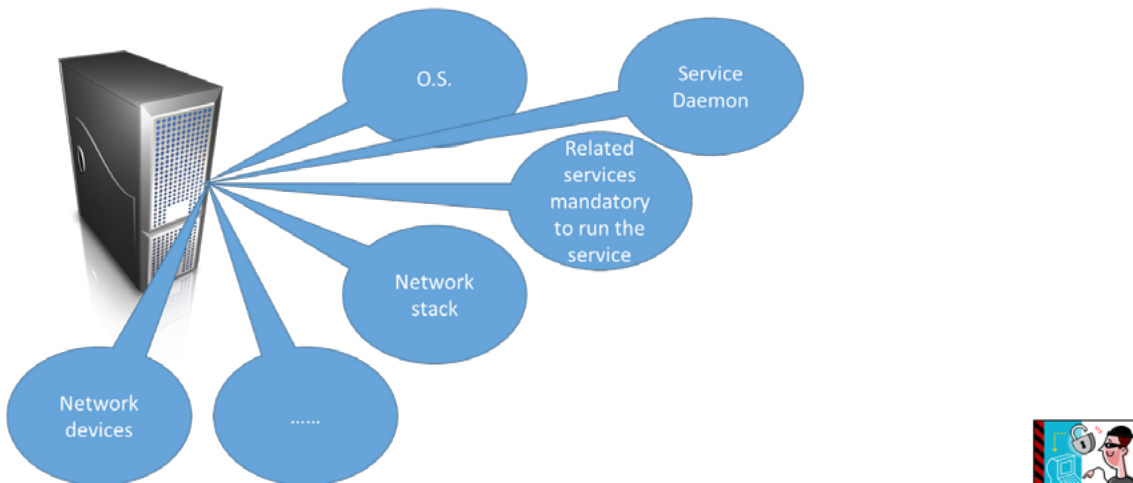 O.S.
Service
Daemon
Related
services
mandatory
to run the
service
Network
stack
Network
devices
......